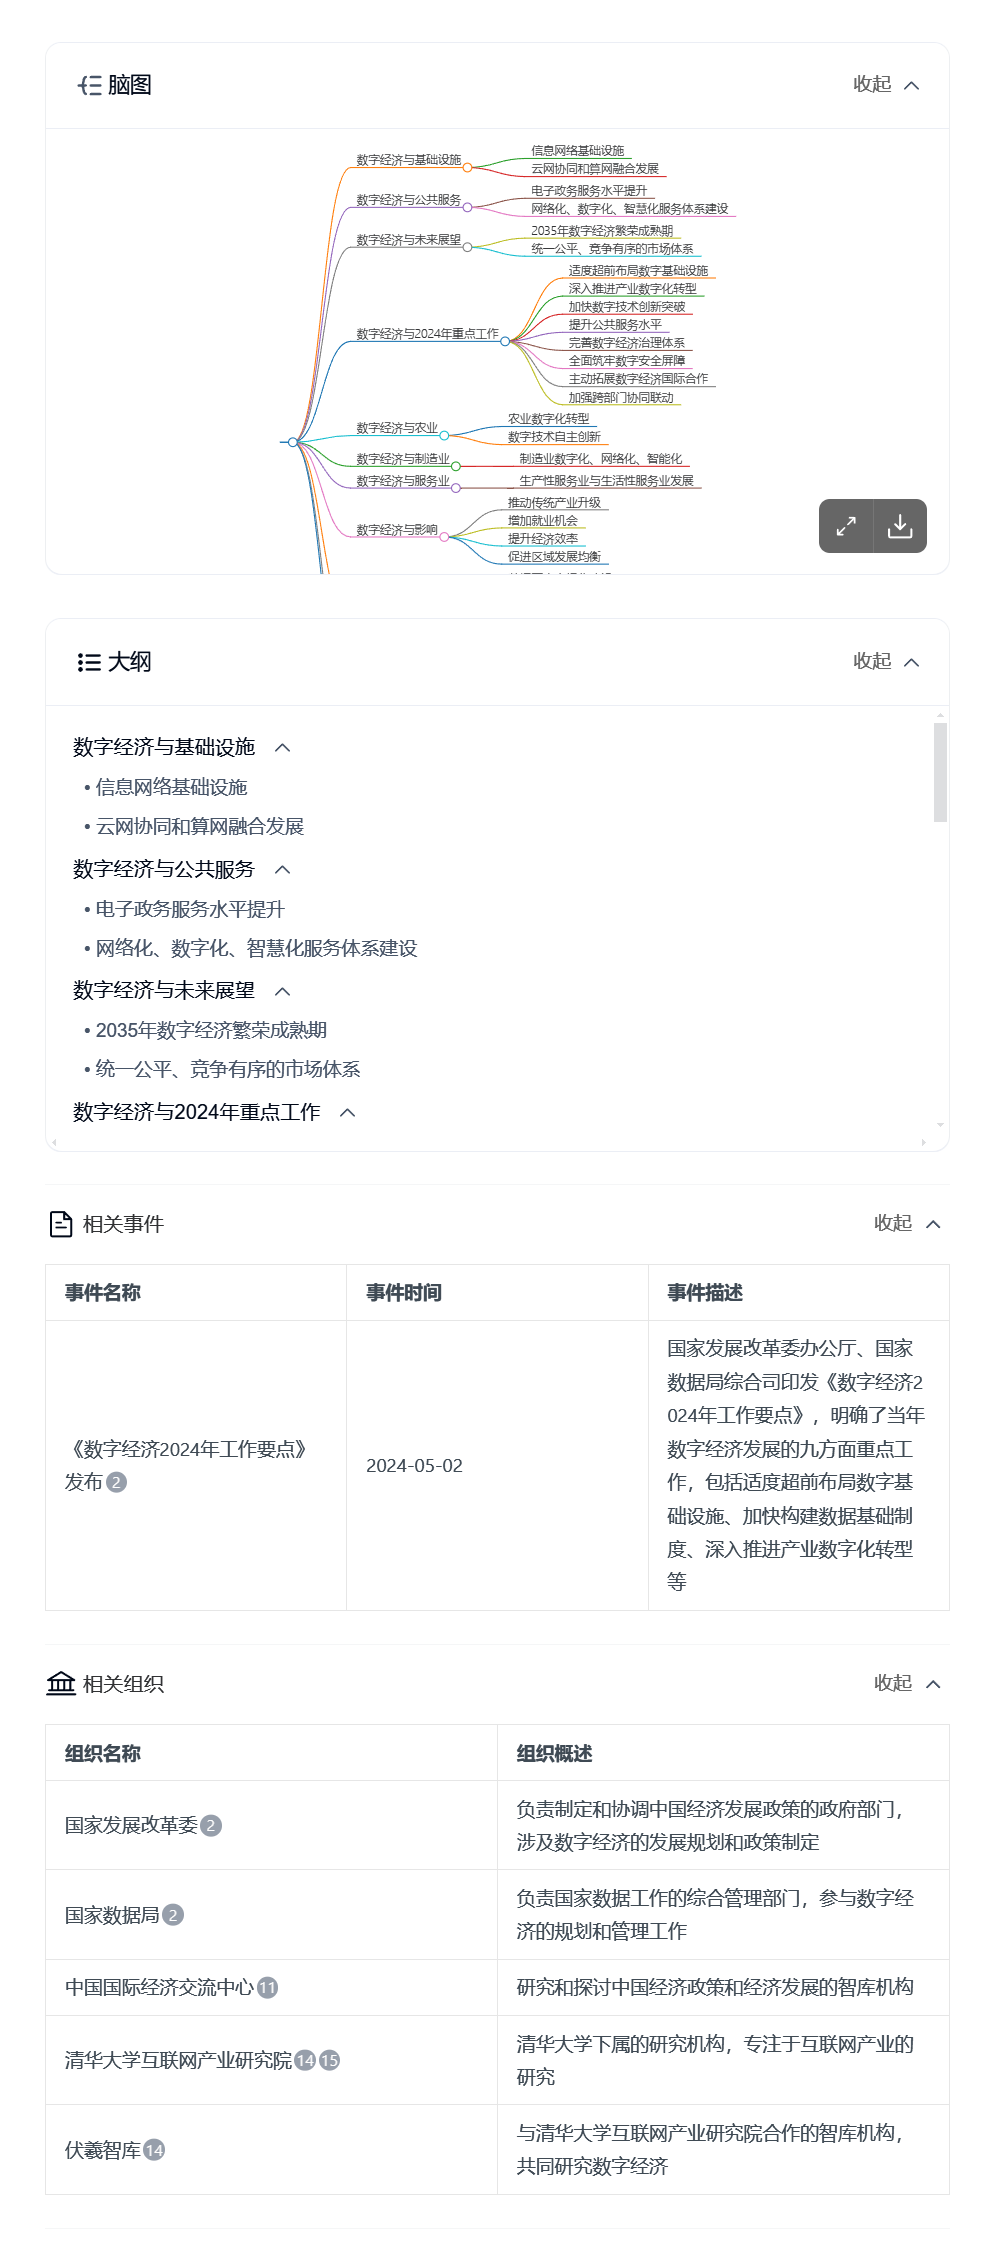 脑图
收起
数字经济与基础设施
信息网络基础设施
云网协同和算网融合发展
数字经济与公共服务
电子政务服务水平提升
网络化、数字化、智慧化服务体系建设
数字经济与未来展望
2035年数字经济繁荣成熟期
统一公平、竞争有序的市场体系
数字经济与2024年重点工作
适度超前布局数字基础设施
深入推进产业数字化转型
加快数字技术创新突破
提升公共服务水平
完善数字经济治理体系
全面筑牢数字安全屏障
主动拓展数字经济国际合作
加强跨部门协同联动
数字经济与农业
农业数字化转型
数字技术自主创新
数字经济与制造业
制造业数字化、网络化、智能化
数字经济与服务业
生产性服务业与生活性服务业发展
数字经济与影响
推动传统产业升级
增加就业机会
提升经济效率
促进区域发展均衡
大纲
收起
数字经济与基础设施
• 信息网络基础设施
• 云网协同和算网融合发展
数字经济与公共服务
• 电子政务服务水平提升
• 网络化、数字化、智慧化服务体系建设
数字经济与未来展望
• 2035年数字经济繁荣成熟期
• 统一公平、竞争有序的市场体系
数字经济与2024年重点工作
相关事件
收起
事件名称
事件时间
事件描述
《数字经济2024年工作要点》
发布 2
2024-05-02
国家发展改革委办公厅、国家
数据局综合司印发《数字经济2
024年工作要点》，明确了当年
数字经济发展的九方面重点工
作，包括适度超前布局数字基
础设施、加快构建数据基础制
度、深入推进产业数字化转型
等
相关组织
收起
组织名称
组织概述
国家发展改革委 2
负责制定和协调中国经济发展政策的政府部门，
涉及数字经济的发展规划和政策制定
国家数据局 2
负责国家数据工作的综合管理部门，参与数字经
济的规划和管理工作
中国国际经济交流中心 11
研究和探讨中国经济政策和经济发展的智库机构
清华大学互联网产业研究院 14 15
清华大学下属的研究机构，专注于互联网产业的
研究
伏羲智库 14
与清华大学互联网产业研究院合作的智库机构，
共同研究数字经济